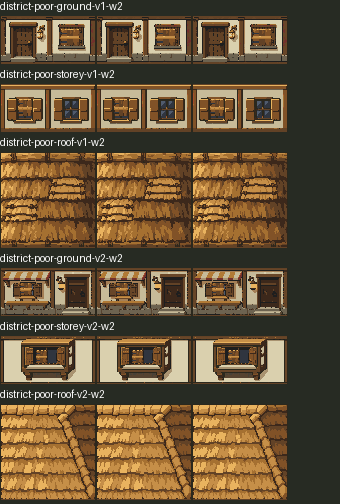 district-poor-ground-v1-w2
district-poor-storey-v1-w2
district-poor-roof-v1-w2
district-poor-ground-v2-w2
district-poor-storey-v2-w2
district-poor-roof-v2-w2